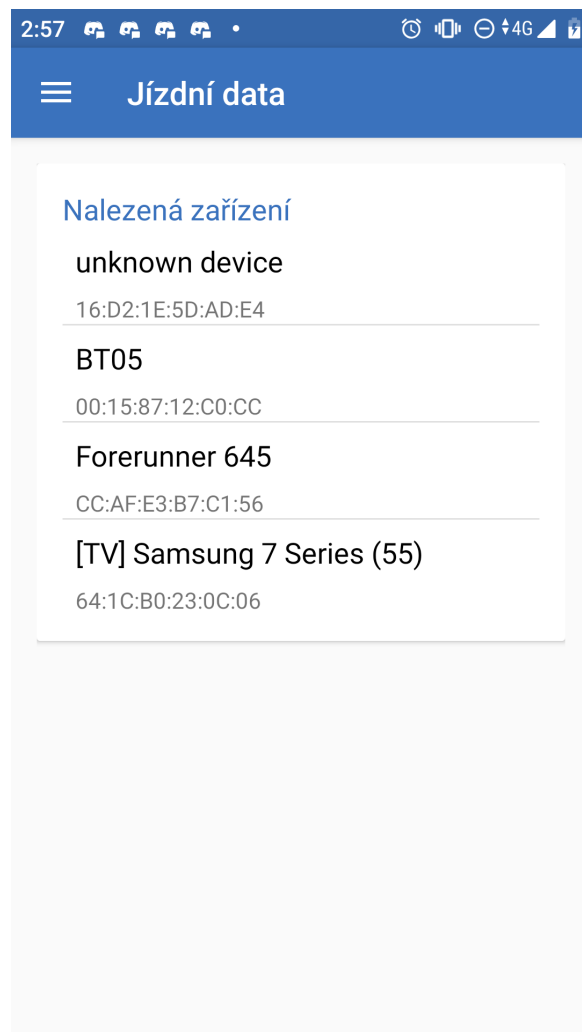 2:57
4G
Jízdní data
Nalezená zařízení
unknown device
16:D2:1E:5D:AD:E4
BT05
00:15:87:12:C0:CC
Forerunner 645
CC:AF:E3:B7:C1:56
[TV] Samsung 7 Series (55)
64:1C:B0:23:0C:06